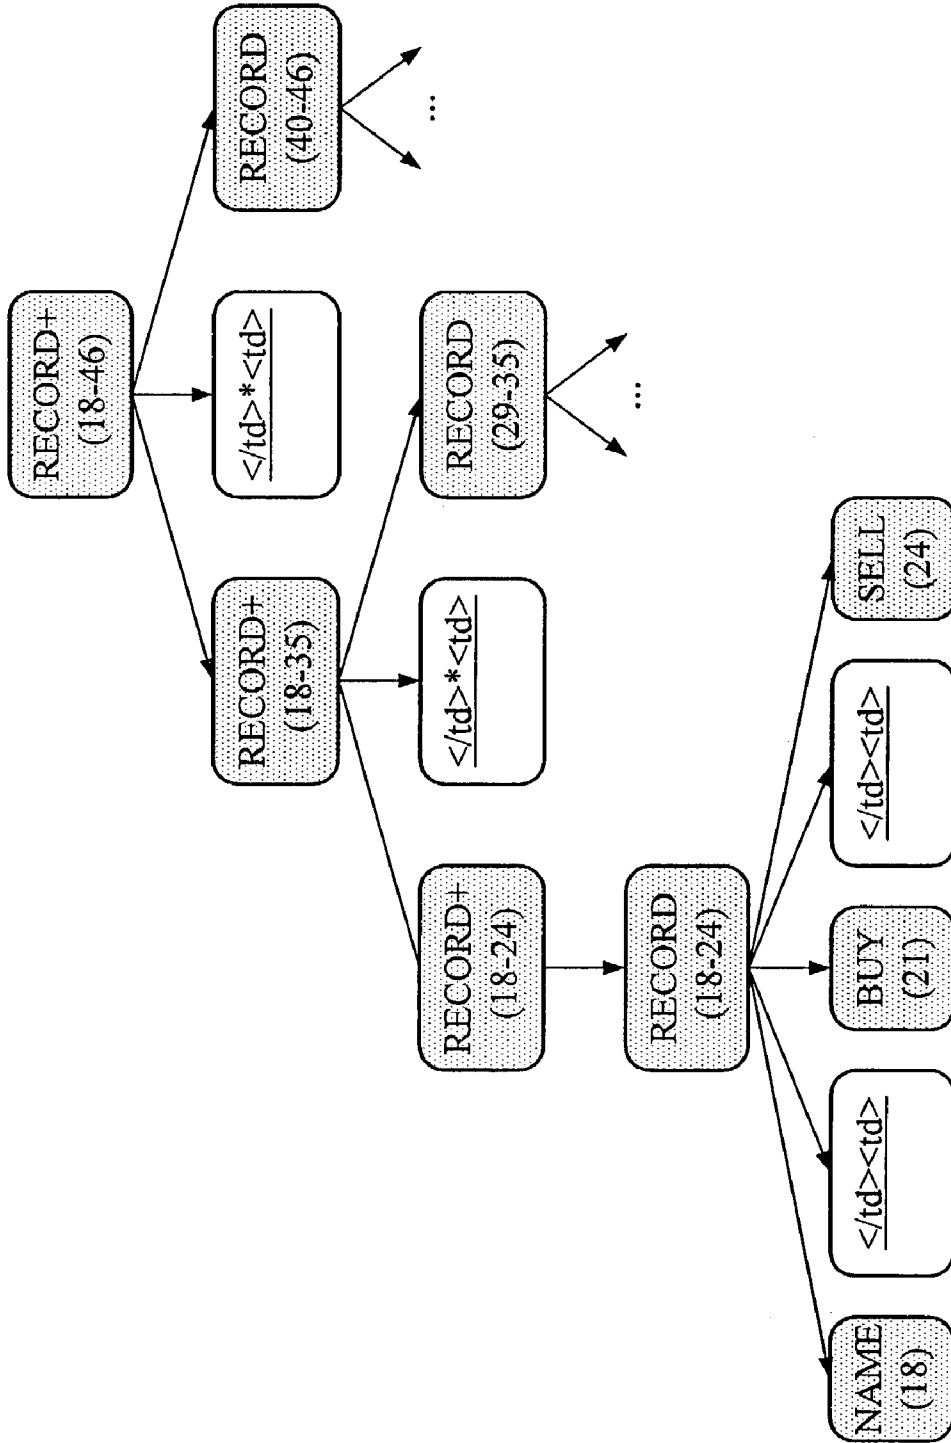 RECORD+
(18-46)
RECORD+
(18-35)
</td>*<td>
RECORD
(40-46)
...
RECORD+
(18-24)
</td>*<td>
RECORD
(29-35)
...
RECORD
(18-24)
NAME
(18)
</td><td>
BUY
(21)
</td><td>
SELL
(24)